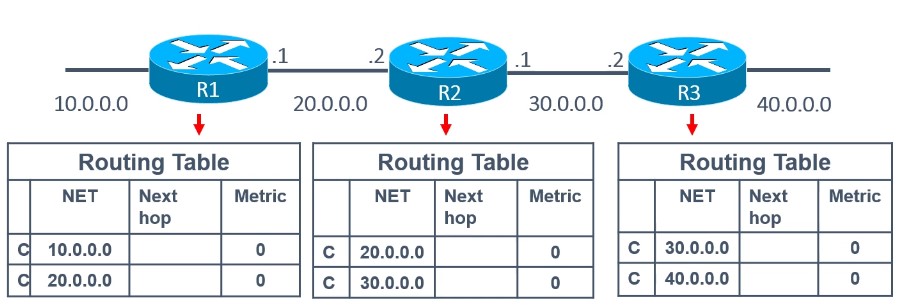 .1 .2 .1 .2
R1 R2 R3
10.0.0.0 20.0.0.0 30.0.0.0 40.0.0.0
Routing Table
NET Next hop Metric
C 10.0.0.0 0
C 20.0.0.0 0
Routing Table
NET Next hop Metric
C 20.0.0.0 0
C 30.0.0.0 0
Routing Table
NET Next hop Metric
C 30.0.0.0 0
C 40.0.0.0 0